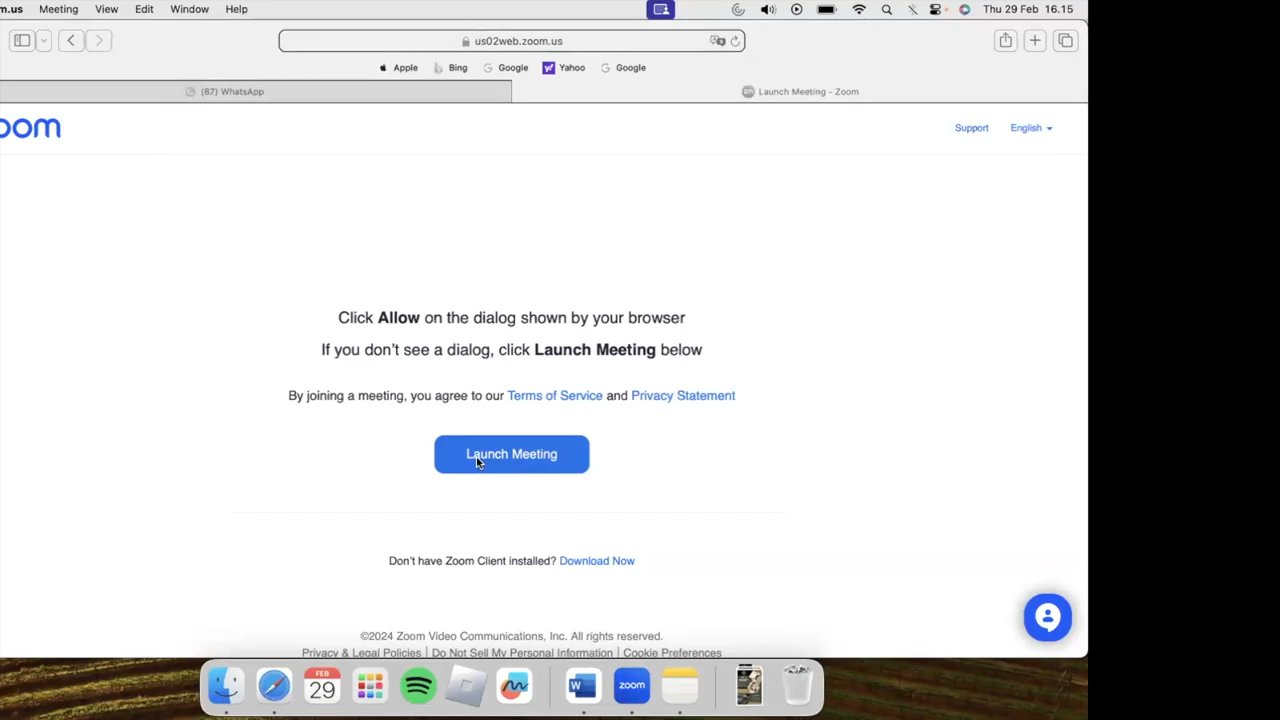 m.us Meeting View Edit Window Help Thu 29 Feb 16.15
us02web.zoom.us
Apple Bing Google Yahoo Google
(87) WhatsApp Launch Meeting - Zoom
oom Support English
Click Allow on the dialog shown by your browser
If you don't see a dialog, click Launch Meeting below
By joining a meeting, you agree to our Terms of Service and Privacy Statement
Launch Meeting
Don't have Zoom Client installed? Download Now
©2024 Zoom Video Communications, Inc. All rights reserved.
Privacy & Legal Policies | Do Not Sell My Personal Information | Cookie Preferences
FEB
29 W zoom